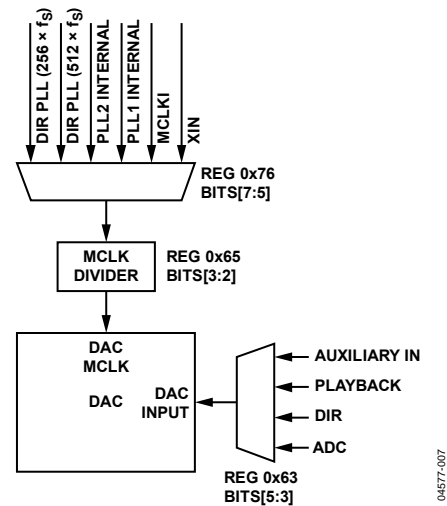 DIR PLL (256 × fS)
DIR PLL (512 × fS)
PLL2 INTERNAL
PLL1 INTERNAL
MCLKI
XIN
REG 0x76
BITS[7:5]
MCLK
DIVIDER
REG 0x65
BITS[3:2]
DAC
MCLK
DAC
DAC
INPUT
AUXILIARY IN
PLAYBACK
DIR
ADC
REG 0x63
BITS[5:3]
04577-007